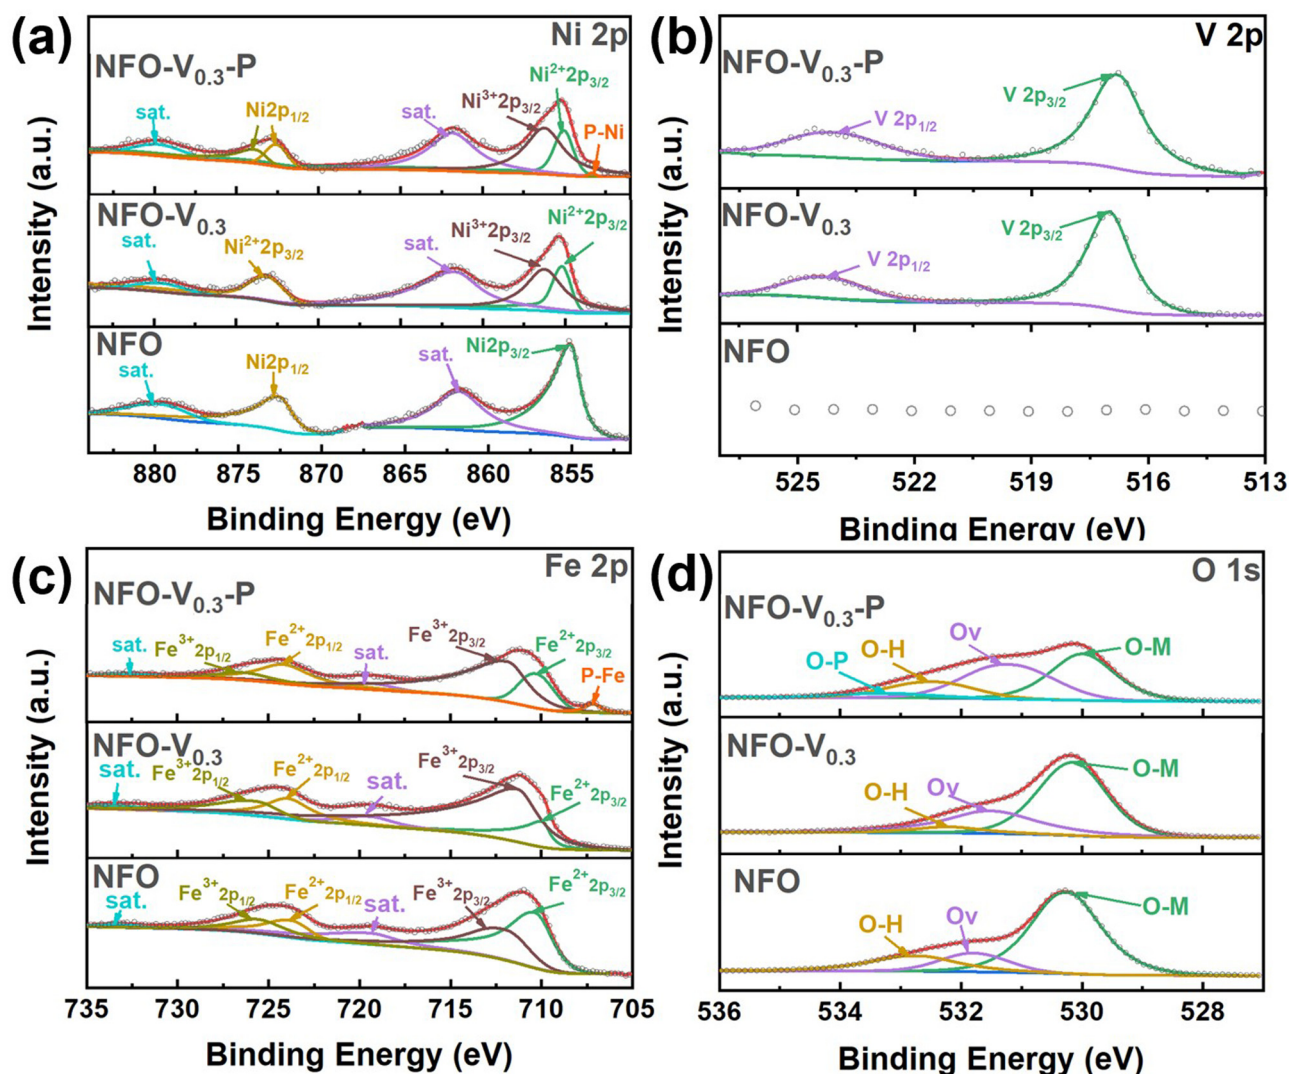 (a)
Ni 2p
NFO-V0.3-P
sat.
Ni2p1/2
sat.
Ni3+2p3/2
Ni2+2p3/2
P-Ni
NFO-V0.3
sat.
Ni2+2p3/2
sat.
Ni3+2p3/2
Ni2+2p3/2
NFO
sat.
Ni2p1/2
sat.
Ni2p3/2
Intensity (a.u.)
880 875 870 865 860 855
Binding Energy (eV)
(b)
V 2p
NFO-V0.3-P
V 2p1/2
V 2p3/2
NFO-V0.3
V 2p1/2
V 2p3/2
NFO
Intensity (a.u.)
525 522 519 516 513
Binding Energy (eV)
(c)
Fe 2p
NFO-V0.3-P
sat.
Fe3+2p1/2
Fe2+2p1/2
sat.
Fe3+2p3/2
Fe2+2p3/2
P-Fe
NFO-V0.3
sat.
Fe3+2p1/2
Fe2+2p1/2
sat.
Fe3+2p3/2
Fe2+2p3/2
NFO
sat.
Fe3+2p1/2
Fe2+2p1/2
sat.
Fe3+2p3/2
Fe2+2p3/2
Intensity (a.u.)
735 730 725 720 715 710 705
Binding Energy (eV)
(d)
O 1s
NFO-V0.3-P
O-P
O-H
Ov
O-M
NFO-V0.3
O-H
Ov
O-M
NFO
O-H
Ov
O-M
Intensity (a.u.)
536 534 532 530 528
Binding Energy (eV)